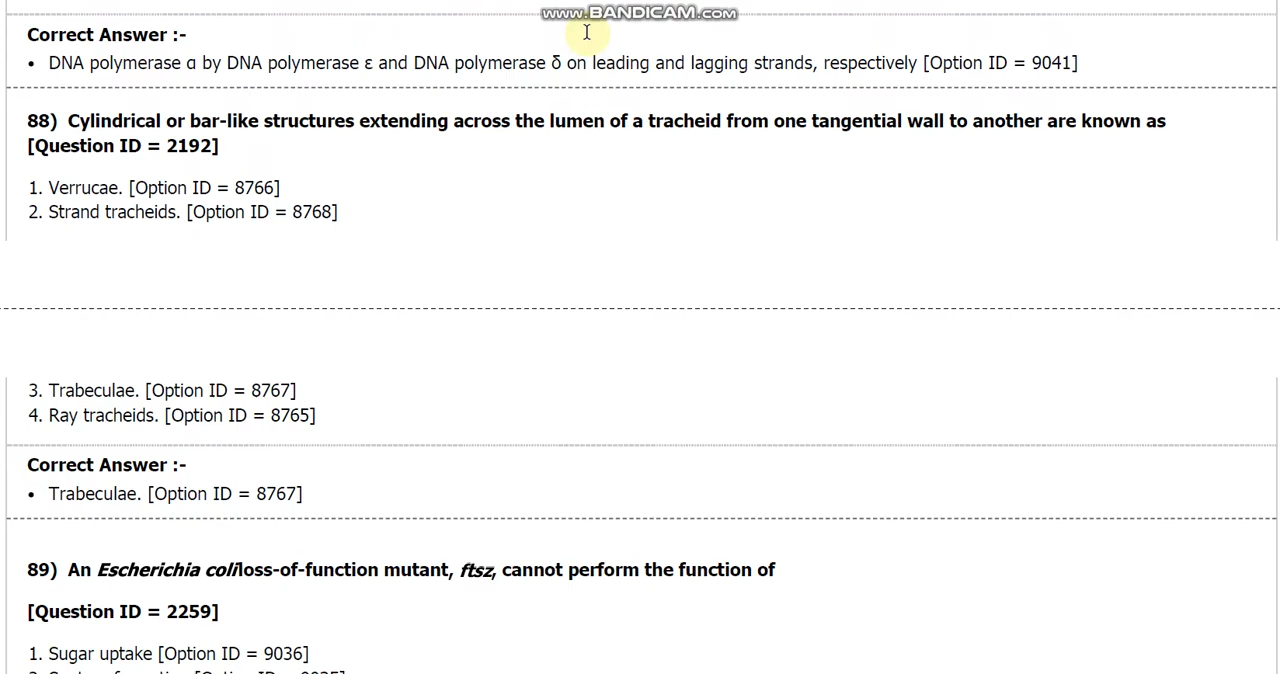 www.BANDICAM.com
Correct Answer :-
• DNA polymerase α by DNA polymerase ε and DNA polymerase δ on leading and lagging strands, respectively [Option ID = 9041]
88) Cylindrical or bar-like structures extending across the lumen of a tracheid from one tangential wall to another are known as
[Question ID = 2192]
1. Verrucae. [Option ID = 8766]
2. Strand tracheids. [Option ID = 8768]
3. Trabeculae. [Option ID = 8767]
4. Ray tracheids. [Option ID = 8765]
Correct Answer :-
• Trabeculae. [Option ID = 8767]
89) An Escherichia coliloss-of-function mutant, ftsz, cannot perform the function of
[Question ID = 2259]
1. Sugar uptake [Option ID = 9036]